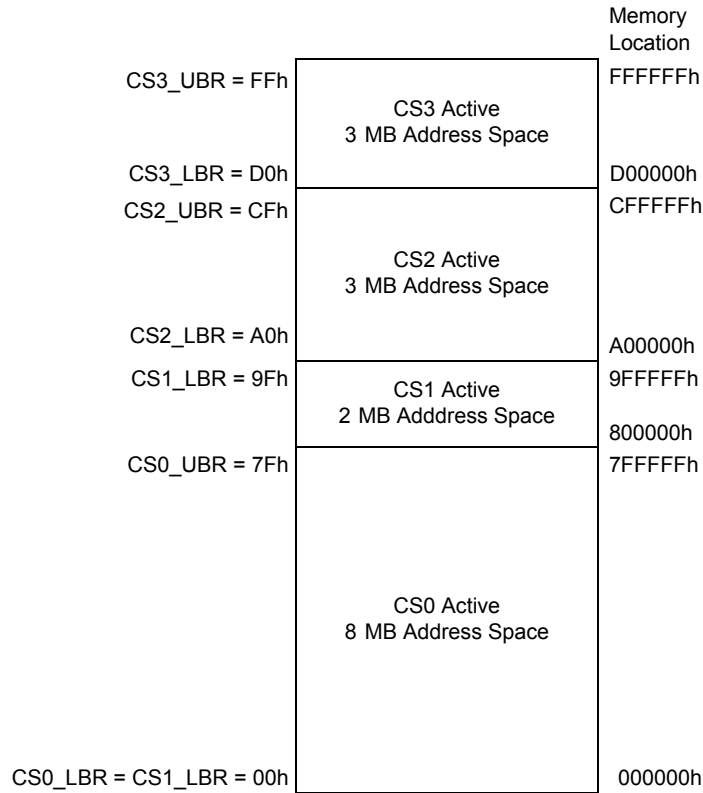 Memory
Location
CS3_UBR = FFh
FFFFFFh
CS3 Active
3 MB Address Space
CS3_LBR = D0h
D00000h
CS2_UBR = CFh
CFFFFFh
CS2 Active
3 MB Address Space
CS2_LBR = A0h
A00000h
CS1_LBR = 9Fh
9FFFFFh
CS1 Active
2 MB Adddress Space
800000h
CS0_UBR = 7Fh
7FFFFFh
CS0 Active
8 MB Address Space
CS0_LBR = CS1_LBR = 00h
000000h